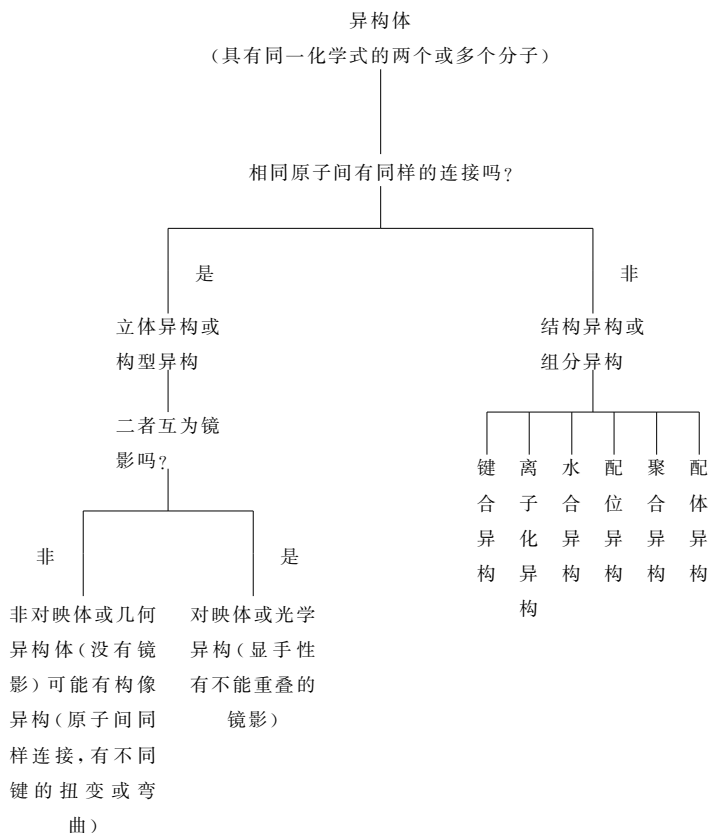 异构体
（具有同一化学式的两个或多个分子）
相同原子间有同样的连接吗？
是
非
立体异构或
构型异构
结构异构或
组分异构
二者互为镜
影吗？
键合异构
离子化异构
水合异构
配位异构
聚合异构
配体异构
非
是
非对映体或几何
异构体（没有镜
影）可能有构像
异构（原子间同
样连接，有不同
键的扭变或弯
曲）
对映体或光学
异构（显手性
有不能重叠的
镜影）